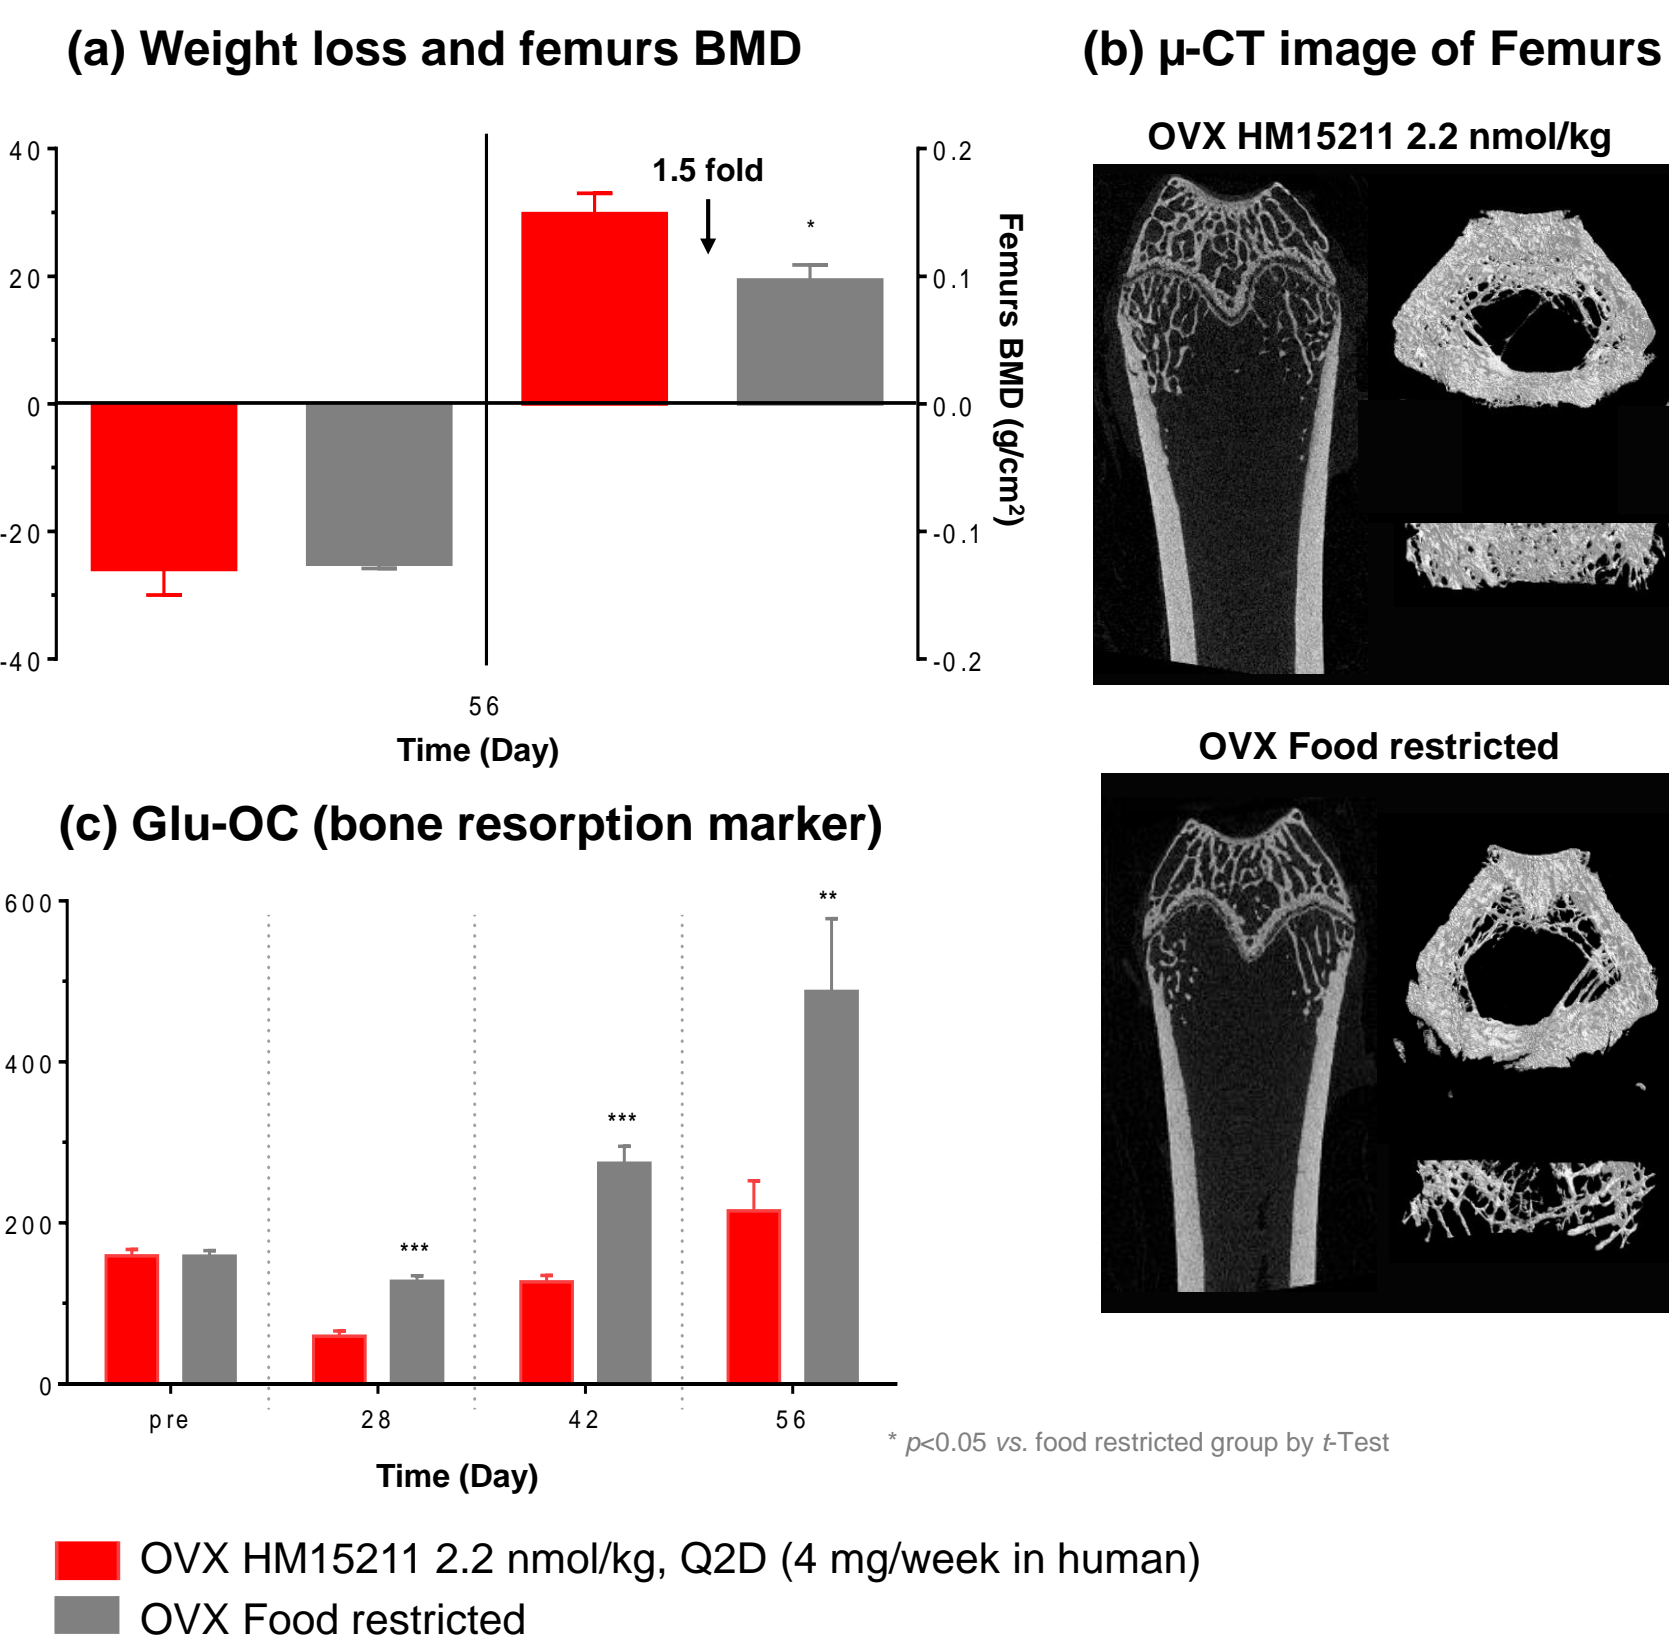 (a) Weight loss and femurs BMD
40
20
0
-20
-40
1.5 fold
*
0.2
0.1
0.0
-0.1
-0.2
Femurs BMD (g/cm²)
56
Time (Day)
(b) µ-CT image of Femurs
OVX HM15211 2.2 nmol/kg
OVX Food restricted
(c) Glu-OC (bone resorption marker)
600
400
200
0
***
***
**
pre 28 42 56
Time (Day)
* p<0.05 vs. food restricted group by t-Test
OVX HM15211 2.2 nmol/kg, Q2D (4 mg/week in human)
OVX Food restricted